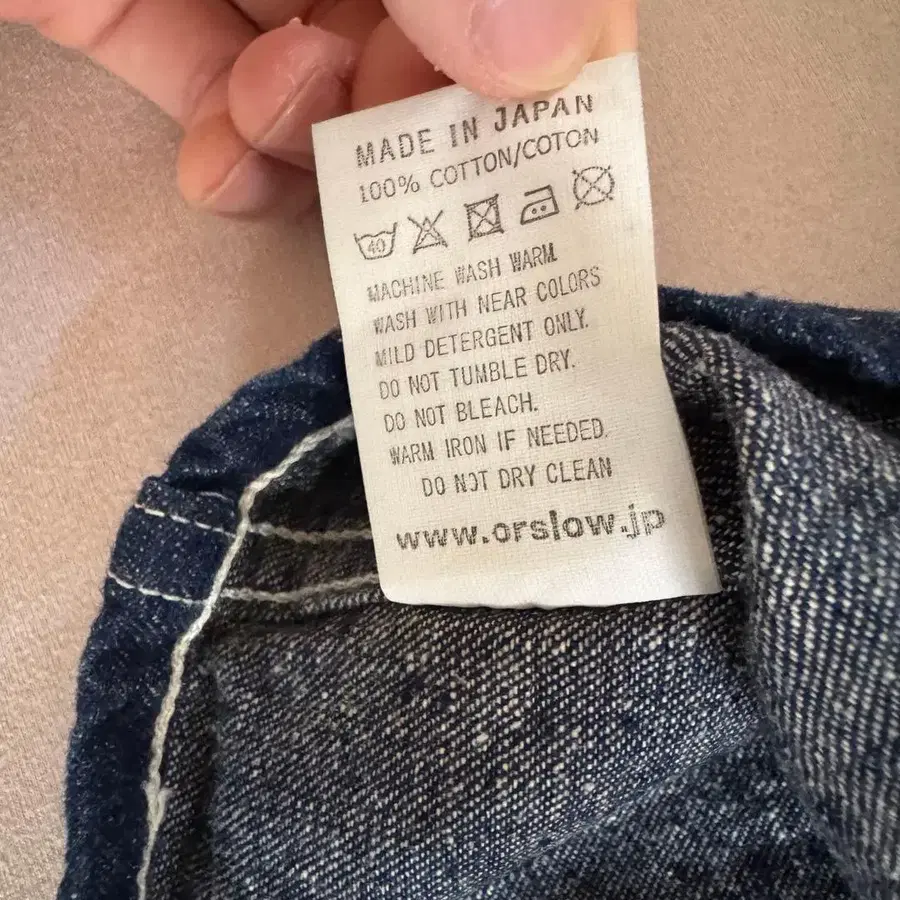 MADE IN JAPAN
100% COTTON/COTON
40
MACHINE WASH WARM.
WASH WITH NEAR COLORS
MILD DETERGENT ONLY.
DO NOT TUMBLE DRY.
DO NOT BLEACH.
WARM IRON IF NEEDED.
DO NOT DRY CLEAN
www.orslow.jp